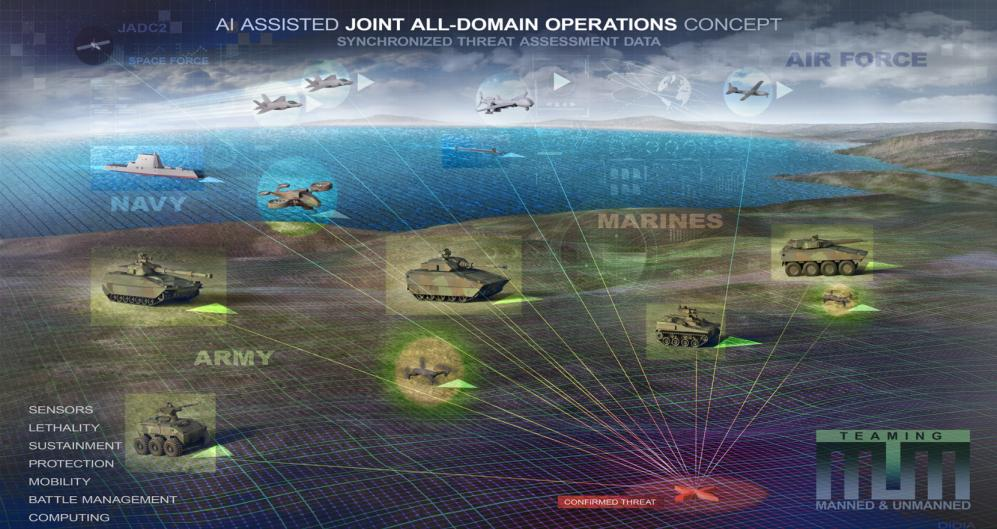 AI ASSISTED JOINT ALL-DOMAIN OPERATIONS CONCEPT
SYNCHRONIZED THREAT ASSESSMENT DATA
JADC2
SPACE FORCE
AIR FORCE
NAVY
MARINES
ARMY
SENSORS
LETHALITY
SUSTAINMENT
PROTECTION
MOBILITY
BATTLE MANAGEMENT
COMPUTING
CONFIRMED THREAT
TEAMING
MUM
MANNED & UNMANNED